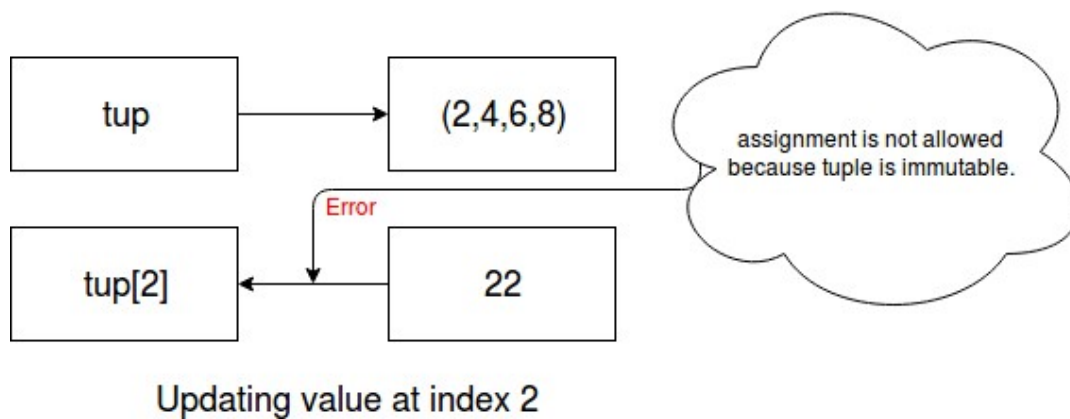 tup
(2,4,6,8)
assignment is not allowed
because tuple is immutable.
Error
tup[2]
22
Updating value at index 2